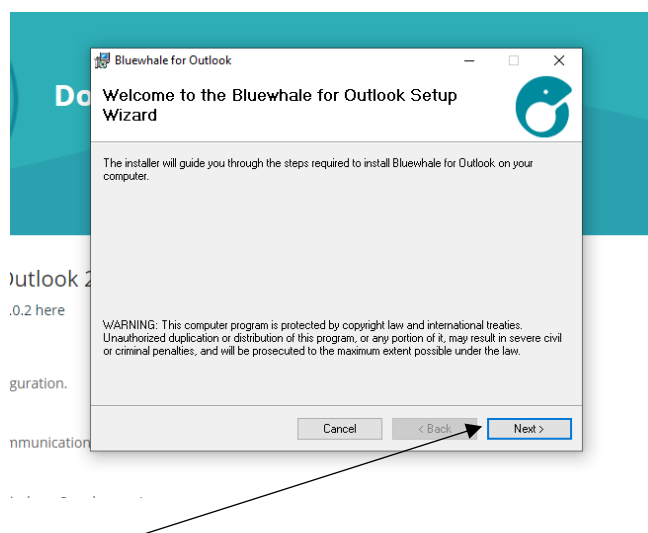 Bluewhale for Outlook
Do
Welcome to the Bluewhale for Outlook Setup
Wizard
The installer will guide you through the steps required to install Bluewhale for Outlook on your
computer.
utlook 2
.0.2 here
WARNING: This computer program is protected by copyright law and international treaties.
Unauthorized duplication or distribution of this program, or any portion of it, may result in severe civil
or criminal penalties, and will be prosecuted to the maximum extent possible under the law.
guration.
Cancel < Back Next >
mmunication